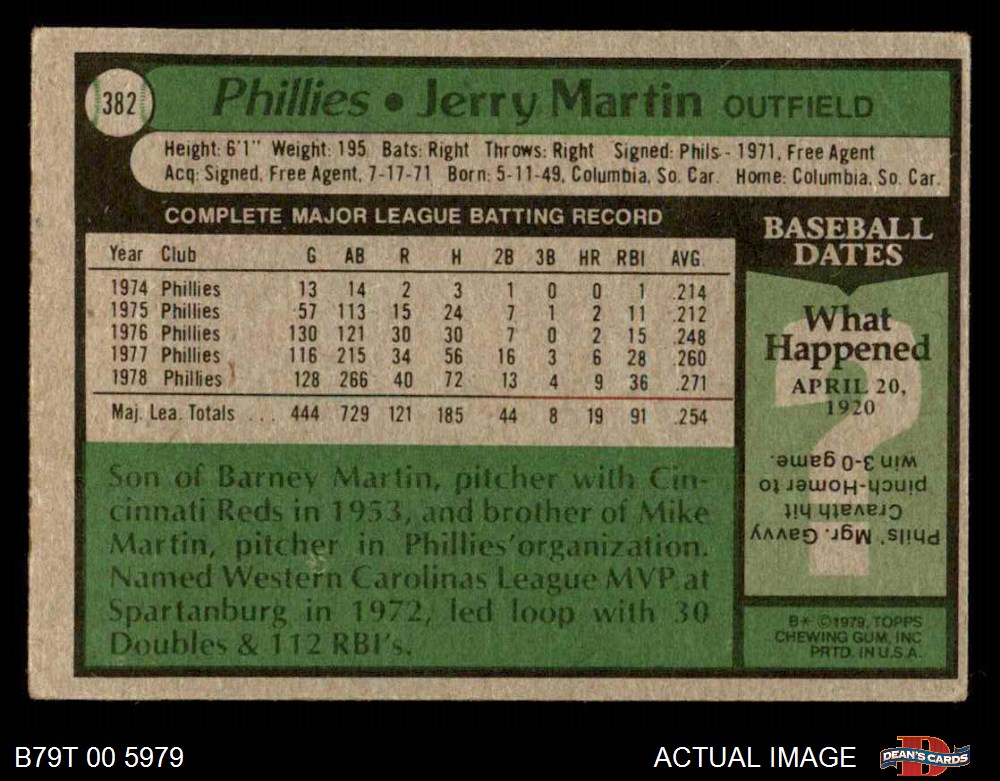 382
Phillies • Jerry Martin OUTFIELD
Height: 6'1" Weight: 195 Bats: Right Throws: Right Signed: Phils - 1971, Free Agent
Acq: Signed, Free Agent, 7-17-71 Born: 5-11-49, Columbia, So. Car. Home: Columbia, So. Car.
COMPLETE MAJOR LEAGUE BATTING RECORD
Year Club G AB R H 2B 3B HR RBI AVG.
1974 Phillies 13 14 2 3 1 0 0 1 .214
1975 Phillies 57 113 15 24 7 1 2 11 .212
1976 Phillies 130 121 30 30 7 0 2 15 .248
1977 Phillies 116 215 34 56 16 3 6 28 .260
1978 Phillies 128 266 40 72 13 4 9 36 .271
Maj. Lea. Totals ... 444 729 121 185 44 8 19 91 .254
Son of Barney Martin, pitcher with Cin-
cinnati Reds in 1953, and brother of Mike
Martin, pitcher in Phillies' organization.
Named Western Carolinas League MVP at
Spartanburg in 1972, led loop with 30
Doubles & 112 RBI's.
BASEBALL
DATES
What
Happened
APRIL 20,
1920
?
Phils' Mgr. Gavvy
Cravath hit
pinch-Homer to
win 3-0 game.
B* ©1979, TOPPS
CHEWING GUM, INC
PRTD. IN U.S.A.
B79T 00 5979
ACTUAL IMAGE
D
DEAN'S CARDS